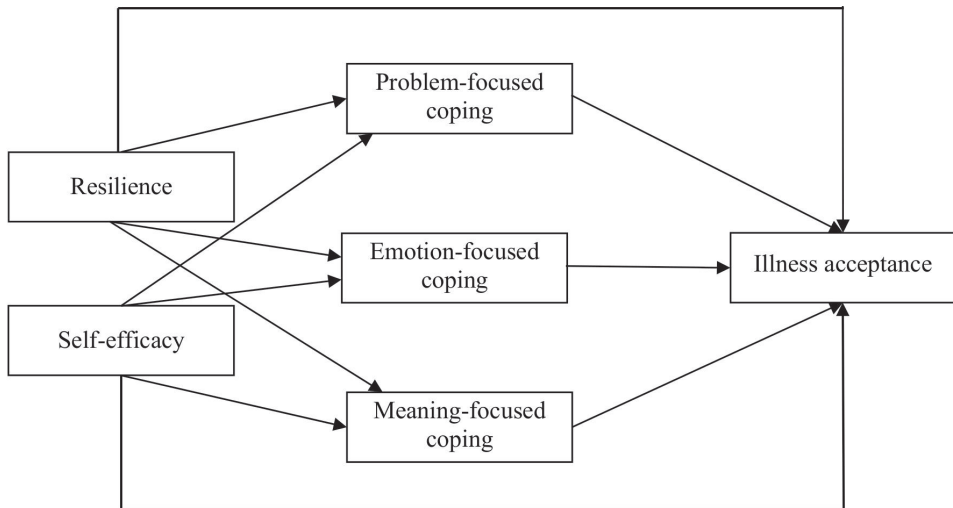 Problem-focused
coping
Resilience
Emotion-focused
coping
Illness acceptance
Self-efficacy
Meaning-focused
coping